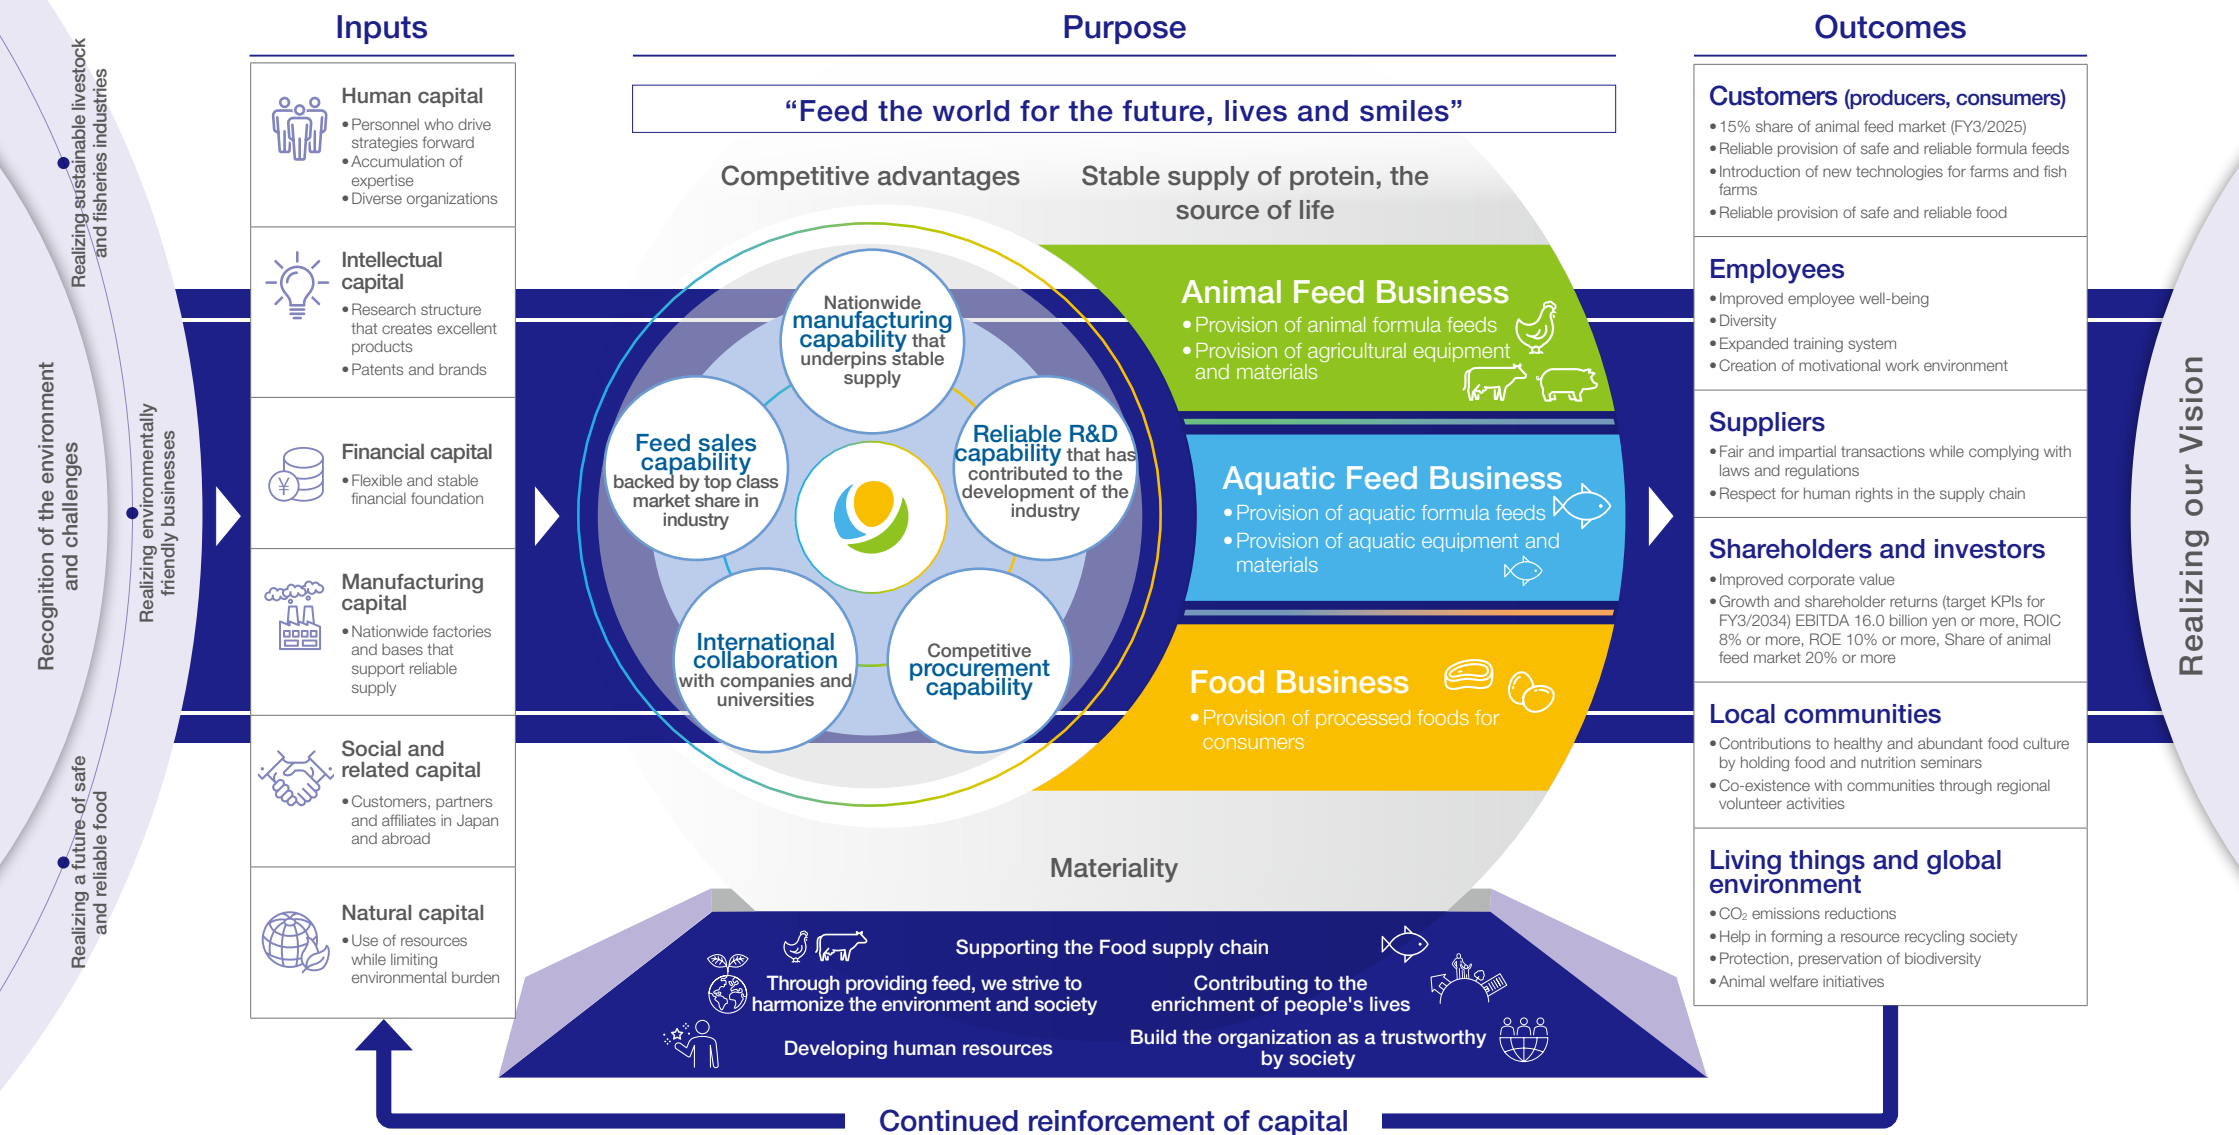 Realizing sustainable livestock
and fisheries industries
Recognition of the environment
and challenges
Realizing environmentally
friendly businesses
Realizing a future of safe
and reliable food
Inputs
Human capital
•Personnel who drive
strategies forward
•Accumulation of
expertise
•Diverse organizations
Intellectual
capital
•Research structure
that creates excellent
products
•Patents and brands
Financial capital
•Flexible and stable
financial foundation
¥
Manufacturing
capital
•Nationwide factories
and bases that
support reliable
supply
Social and
related capital
•Customers, partners
and affiliates in Japan
and abroad
Natural capital
•Use of resources
while limiting
environmental burden
Purpose
“Feed the world for the future, lives and smiles”
Competitive advantages
Nationwide
manufacturing
capability that
underpins stable
supply
Feed sales
capability
backed by top class
market share in
industry
Reliable R&D
capability that has
contributed to the
development of the
industry
International
collaboration
with companies and
universities
Competitive
procurement
capability
Stable supply of protein, the
source of life
Animal Feed Business
•Provision of animal formula feeds
•Provision of agricultural equipment
and materials
Aquatic Feed Business
•Provision of aquatic formula feeds
•Provision of aquatic equipment and
materials
Food Business
•Provision of processed foods for
consumers
Materiality
Supporting the Food supply chain
Through providing feed, we strive to
harmonize the environment and society
Contributing to the
enrichment of people's lives
Developing human resources
Build the organization as a trustworthy
by society
Outcomes
Customers (producers, consumers)
•15% share of animal feed market (FY3/2025)
•Reliable provision of safe and reliable formula feeds
•Introduction of new technologies for farms and fish
farms
•Reliable provision of safe and reliable food
Employees
•Improved employee well-being
•Diversity
•Expanded training system
•Creation of motivational work environment
Suppliers
•Fair and impartial transactions while complying with
laws and regulations
•Respect for human rights in the supply chain
Shareholders and investors
•Improved corporate value
•Growth and shareholder returns (target KPIs for
FY3/2034) EBITDA 16.0 billion yen or more, ROIC
8% or more, ROE 10% or more, Share of animal
feed market 20% or more
Local communities
•Contributions to healthy and abundant food culture
by holding food and nutrition seminars
•Co-existence with communities through regional
volunteer activities
Living things and global
environment
•CO₂ emissions reductions
•Help in forming a resource recycling society
•Protection, preservation of biodiversity
•Animal welfare initiatives
Realizing our Vision
Continued reinforcement of capital